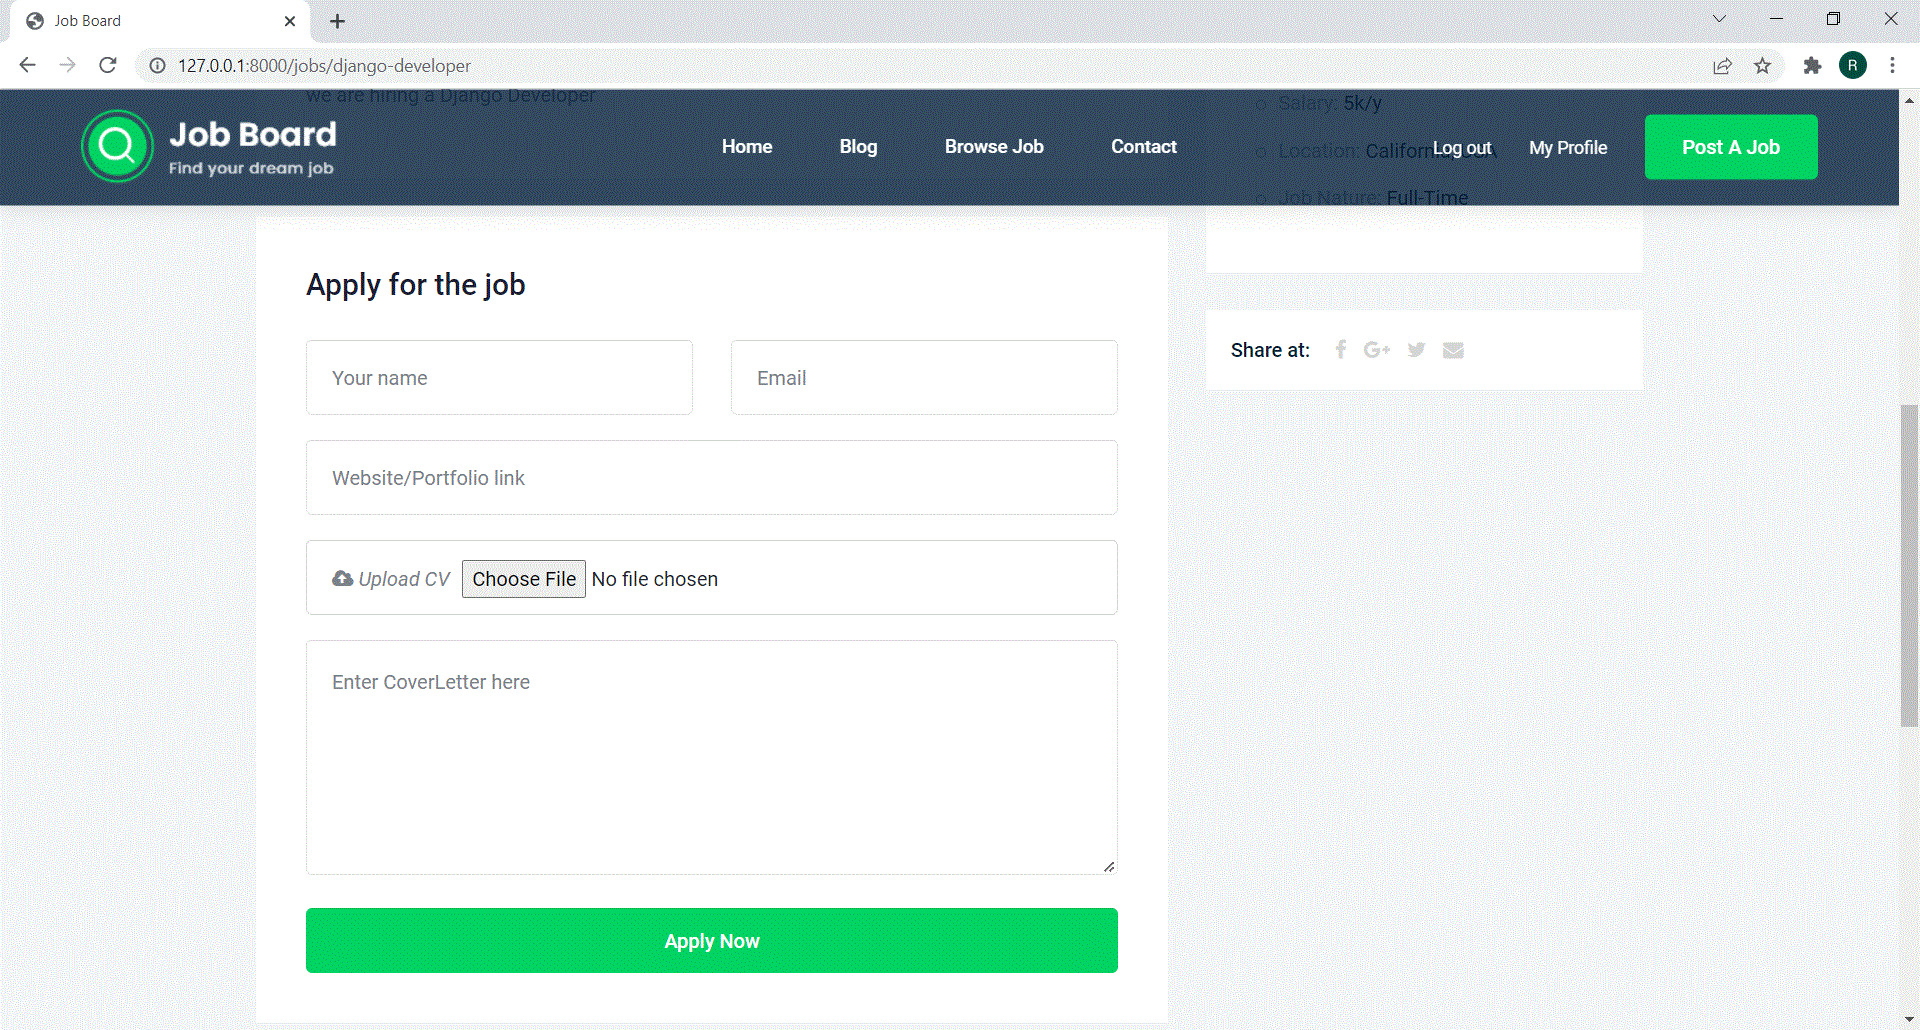 Job Board
127.0.0.1:8000/jobs/django-developer
we are hiring a Django Developer
Salary: 5k/y
Job Board
Find your dream job
Home
Blog
Browse Job
Contact
Location: California
Log out
My Profile
Post A Job
R
Job Nature: Full-Time
Apply for the job
Your name
Email
Share at:
Website/Portfolio link
Upload CV
Choose File
No file chosen
Enter CoverLetter here
Apply Now